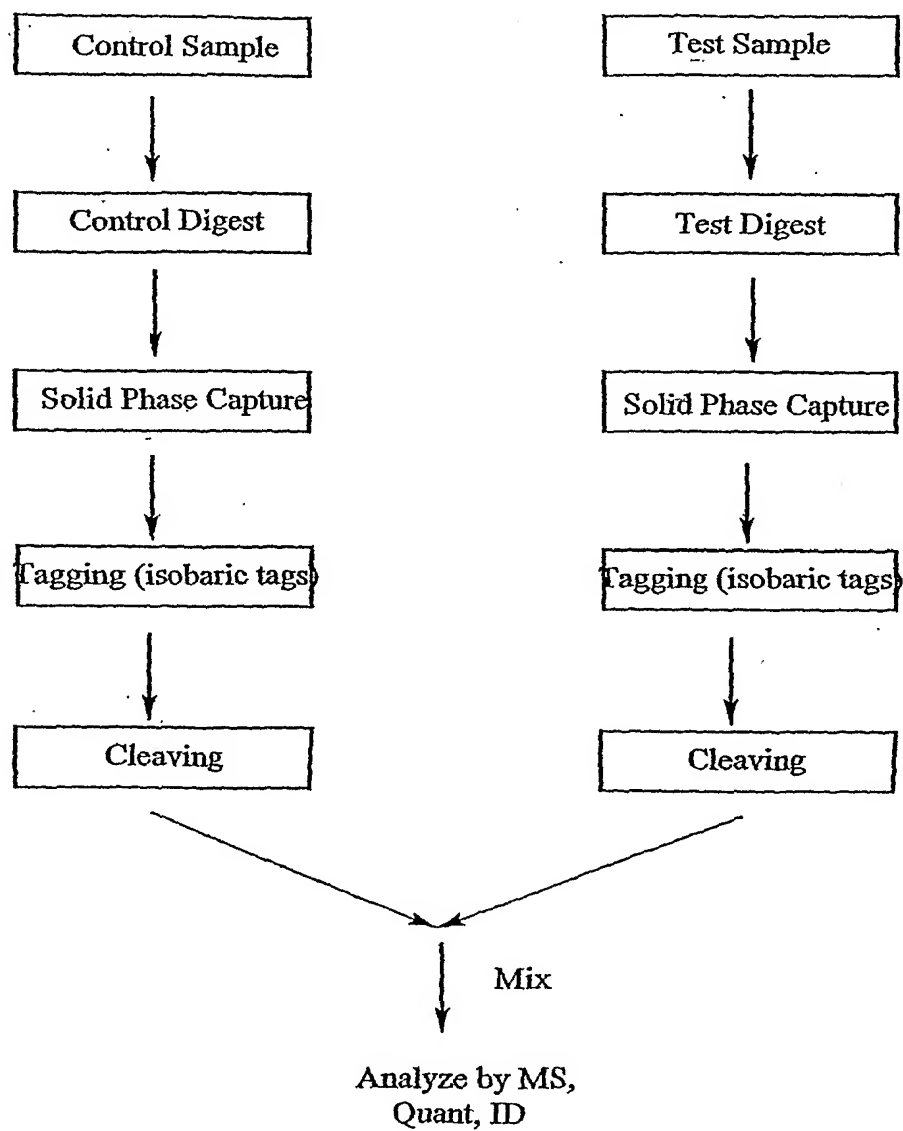 Control Sample
Test Sample
Control Digest
Test Digest
Solid Phase Capture
Solid Phase Capture
Tagging (isobaric tags)
Tagging (isobaric tags)
Cleaving
Cleaving
Mix
Analyze by MS,
Quant, ID